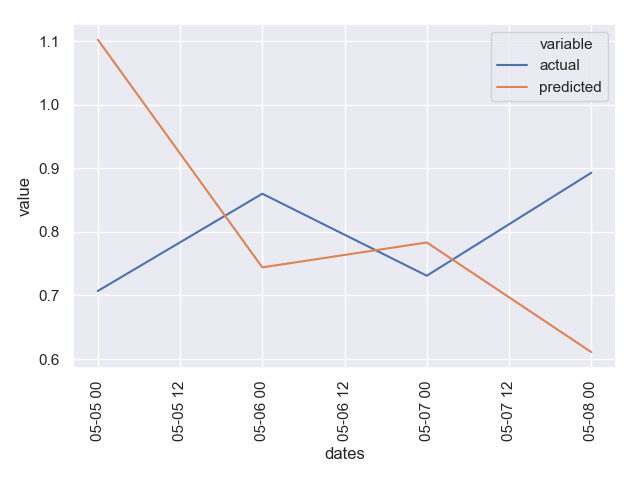 variable
actual
predicted
value
1.1
1.0
0.9
0.8
0.7
0.6
05-05 00
05-05 12
05-06 00
05-06 12
05-07 00
05-07 12
05-08 00
dates